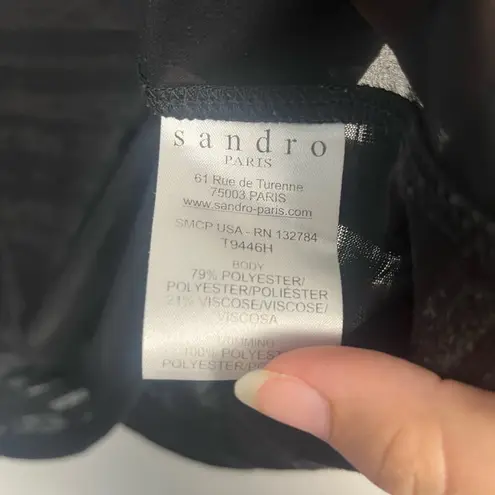 sandro
PARIS
61 Rue de Turenne
75003 PARIS
www.sandro-paris.com
SMCP USA - RN 132784
T9446H
BODY
79% POLYESTER/
POLYESTER/POLIÉSTER
21% VISCOSE/VISCOSE/
VISCOSA
100%
POLYESTER/